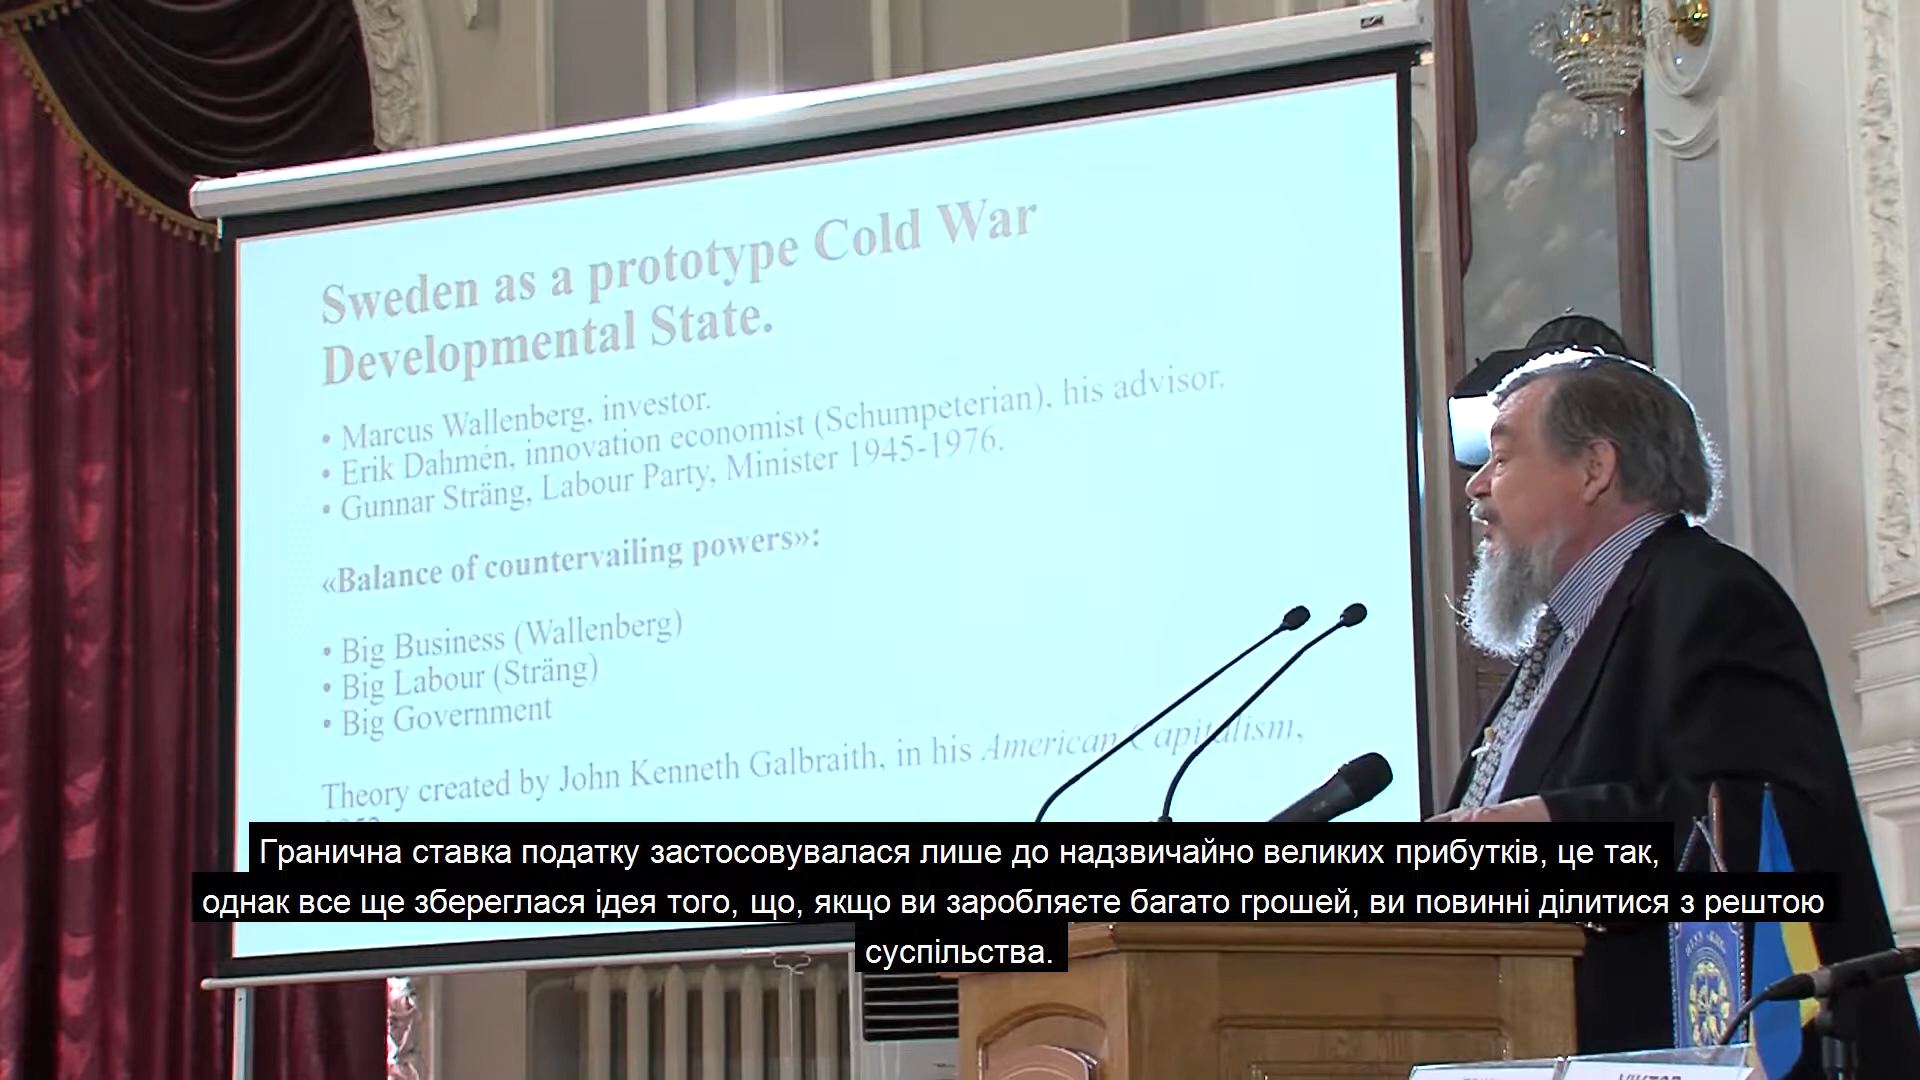 Sweden as a prototype Cold War
Developmental State.
• Marcus Wallenberg, investor.
• Erik Dahmén, innovation economist (Schumpeterian), his advisor.
• Gunnar Sträng, Labour Party, Minister 1945-1976.
«Balance of countervailing powers»:
• Big Business (Wallenberg)
• Big Labour (Sträng)
• Big Government
Theory created by John Kenneth Galbraith, in his American Capitalism,
Гранична ставка податку застосовувалася лише до надзвичайно великих прибутків, це так,
однак все ще збереглася ідея того, що, якщо ви заробляєте багато грошей, ви повинні ділитися з рештою
суспільства.